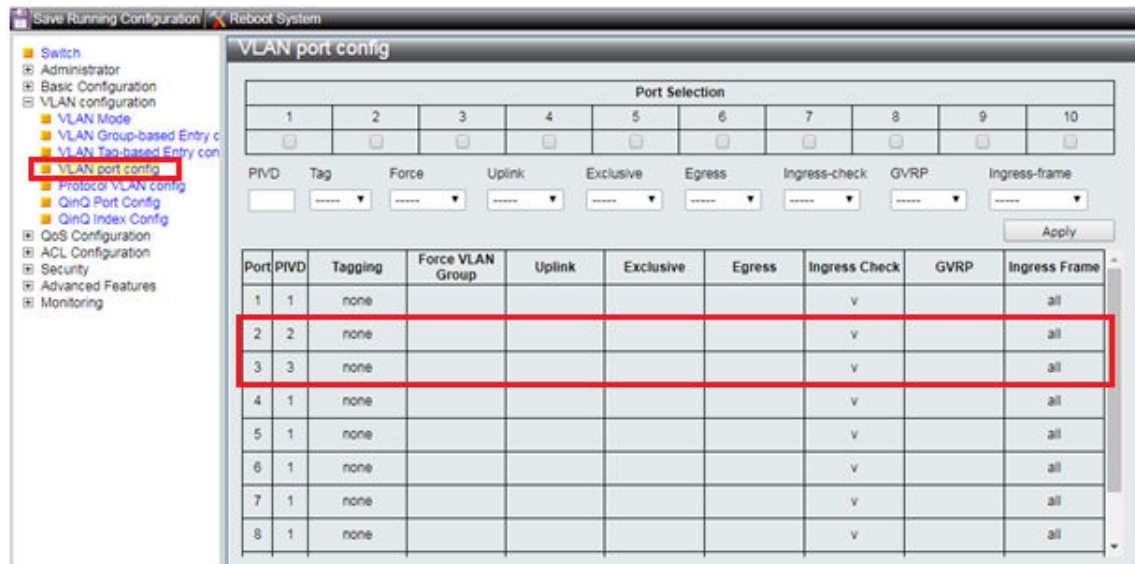 Save Running Configuration Reboot System
Switch
Administrator
Basic Configuration
VLAN configuration
VLAN Mode
VLAN Group-based Entry c
VLAN Tag-based Entry con
VLAN port config
Protocol VLAN config
QinQ Port Config
QinQ Index Config
QoS Configuration
ACL Configuration
Security
Advanced Features
Monitoring
VLAN port config
Port Selection
1 2 3 4 5 6 7 8 9 10
PIVD Tag Force Uplink Exclusive Egress Ingress-check GVRP Ingress-frame
----- ----- ----- ----- ----- ----- ----- -----
Apply
Port PIVD Tagging Force VLAN Group Uplink Exclusive Egress Ingress Check GVRP Ingress Frame
1 1 none v all
2 2 none v all
3 3 none v all
4 1 none v all
5 1 none v all
6 1 none v all
7 1 none v all
8 1 none v all